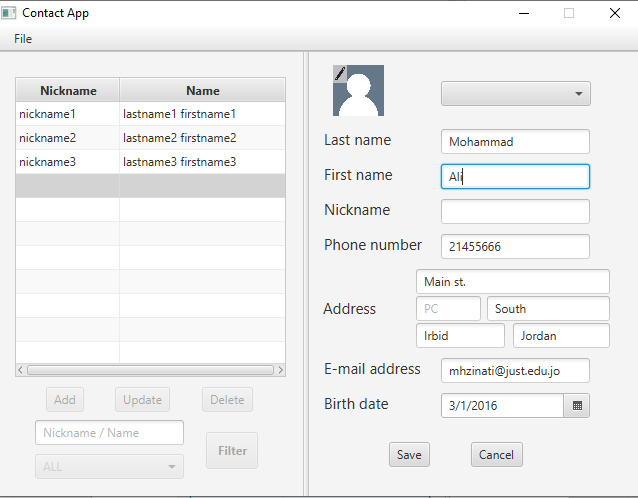 Contact App
File
Nickname Name
nickname1 lastname1 firstname1
nickname2 lastname2 firstname2
nickname3 lastname3 firstname3
Add Update Delete
Nickname / Name
ALL
Filter
Last name Mohammad
First name Ali
Nickname
Phone number 21455666
Address
Main st.
PC South
Irbid Jordan
E-mail address mhzinati@just.edu.jo
Birth date 3/1/2016
Save Cancel